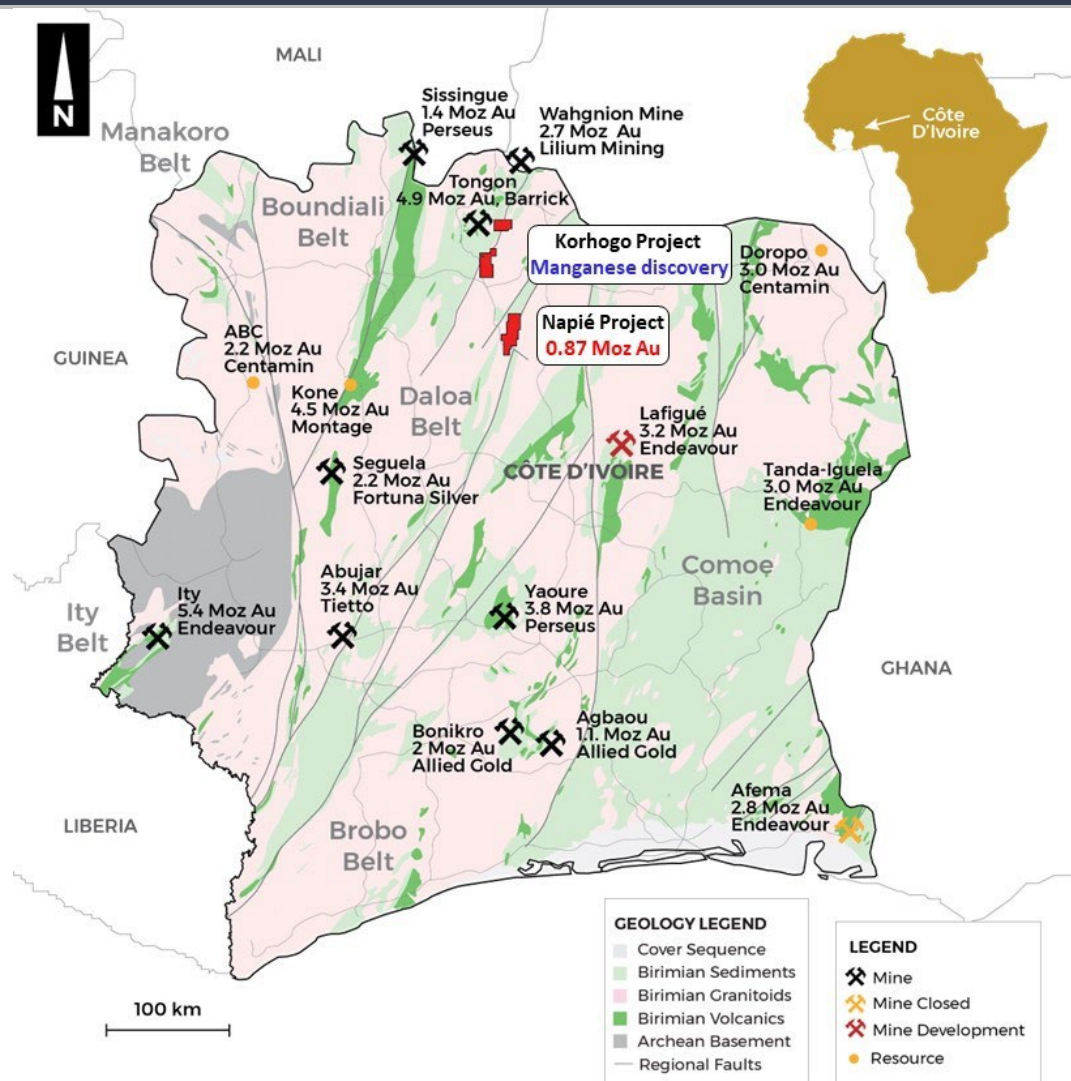 N
MALI
Manakoro
Belt
Sissingue
1.4 Moz Au
Perseus
Wahgnion Mine
2.7 Moz Au
Lilium Mining
Côte
D'Ivoire
Tongon
4.9 Moz Au, Barrick
Boundiali
Belt
Korhogo Project
Manganese discovery
Doropo
3.0 Moz Au
Centamin
Napié Project
0.87 Moz Au
GUINEA
ABC
2.2 Moz Au
Centamin
Kone
4.5 Moz Au
Montage
Daloa
Belt
Lafigué
3.2 Moz Au
Endeavour
CÔTE D'IVOIRE
Seguela
2.2 Moz Au
Fortuna Silver
Tanda-Iguela
3.0 Moz Au
Endeavour
Comoe
Basin
Abujar
3.4 Moz Au
Tietto
Ity
5.4 Moz Au
Endeavour
Ity
Belt
Yaoure
3.8 Moz Au
Perseus
GHANA
Bonikro
2 Moz Au
Allied Gold
Agbaou
1.1. Moz Au
Allied Gold
Afema
2.8 Moz Au
Endeavour
LIBERIA
Brobo
Belt
100 km
GEOLOGY LEGEND
Cover Sequence
Birimian Sediments
Birimian Granitoids
Birimian Volcanics
Archean Basement
Regional Faults
LEGEND
Mine
Mine Closed
Mine Development
Resource